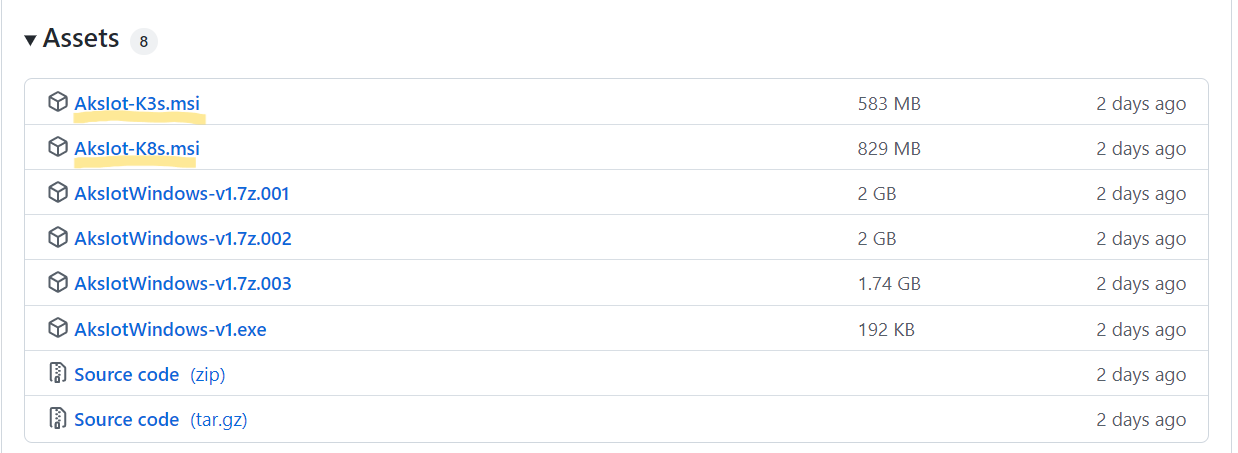 Assets 8
AksIot-K3s.msi 583 MB 2 days ago
AksIot-K8s.msi 829 MB 2 days ago
AksIotWindows-v1.7z.001 2 GB 2 days ago
AksIotWindows-v1.7z.002 2 GB 2 days ago
AksIotWindows-v1.7z.003 1.74 GB 2 days ago
AksIotWindows-v1.exe 192 KB 2 days ago
Source code (zip) 2 days ago
Source code (tar.gz) 2 days ago